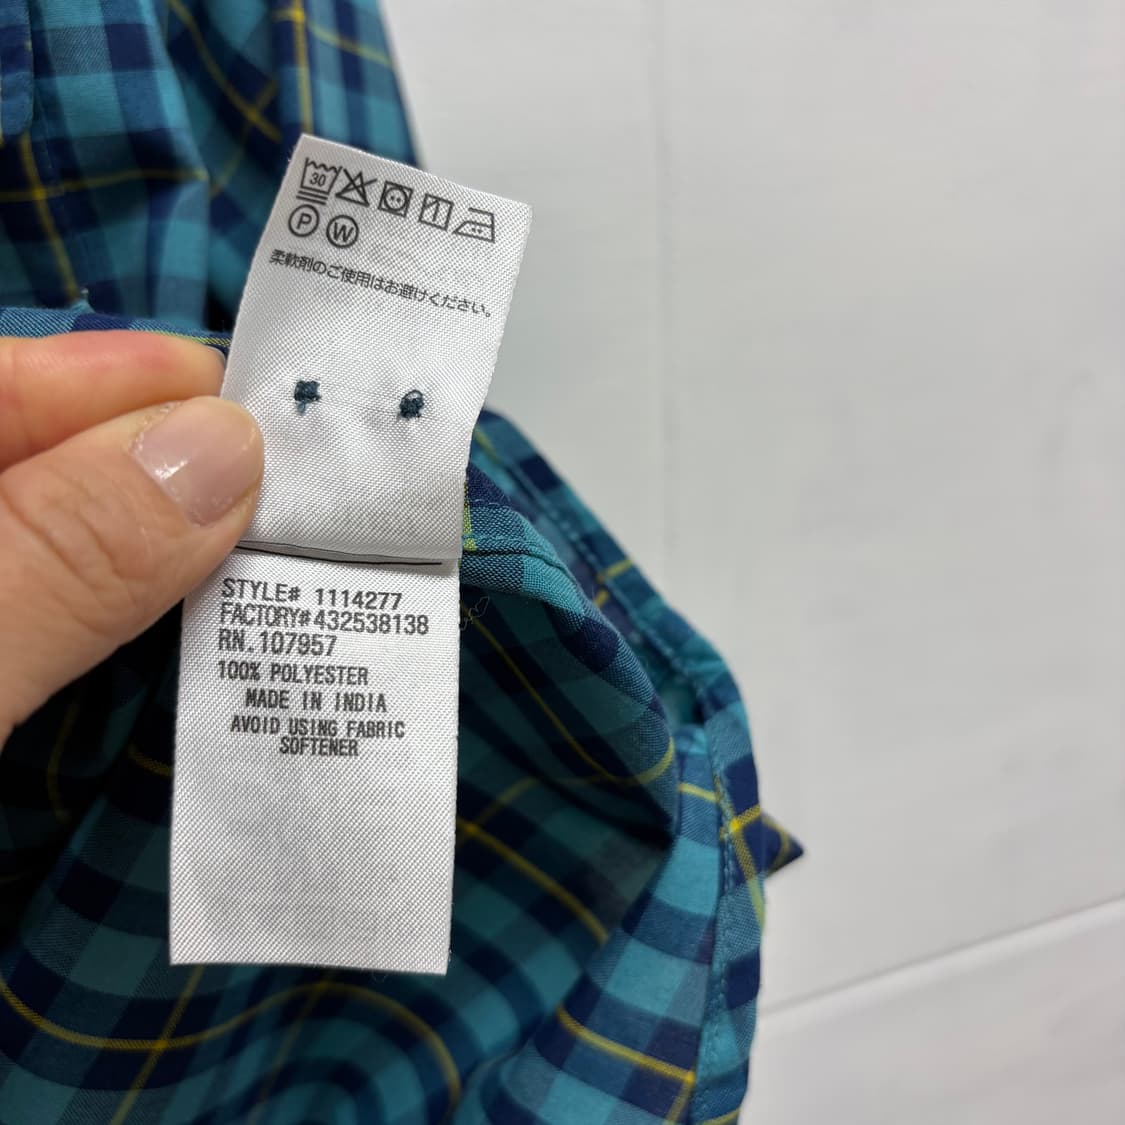 30
P W
柔軟剤のご使用はお避けください。
STYLE# 1114277
FACTORY#432538138
RN.107957
100% POLYESTER
MADE IN INDIA
AVOID USING FABRIC
SOFTENER